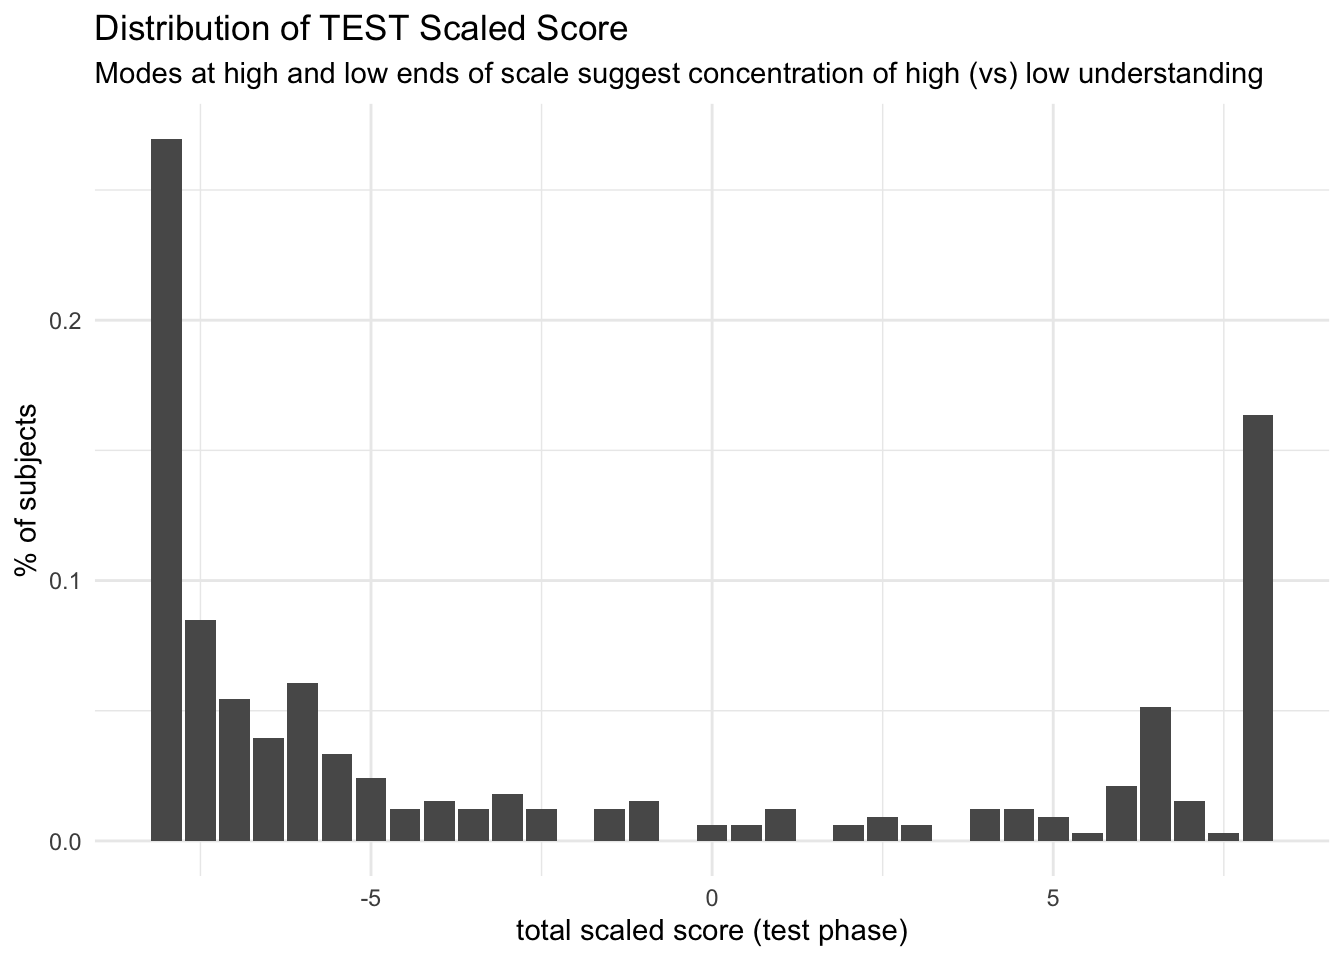 Distribution of TEST Scaled Score
Modes at high and low ends of scale suggest concentration of high (vs) low understanding
% of subjects
0.2
0.1
0.0
-5
0
5
total scaled score (test phase)